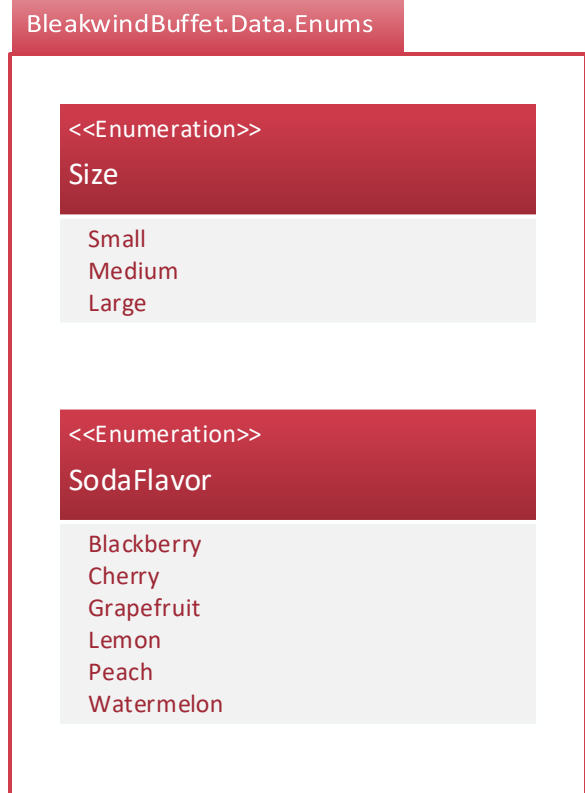 BleakwindBuffet.Data.Enums
<<Enumeration>>
Size
Small
Medium
Large
<<Enumeration>>
SodaFlavor
Blackberry
Cherry
Grapefruit
Lemon
Peach
Watermelon